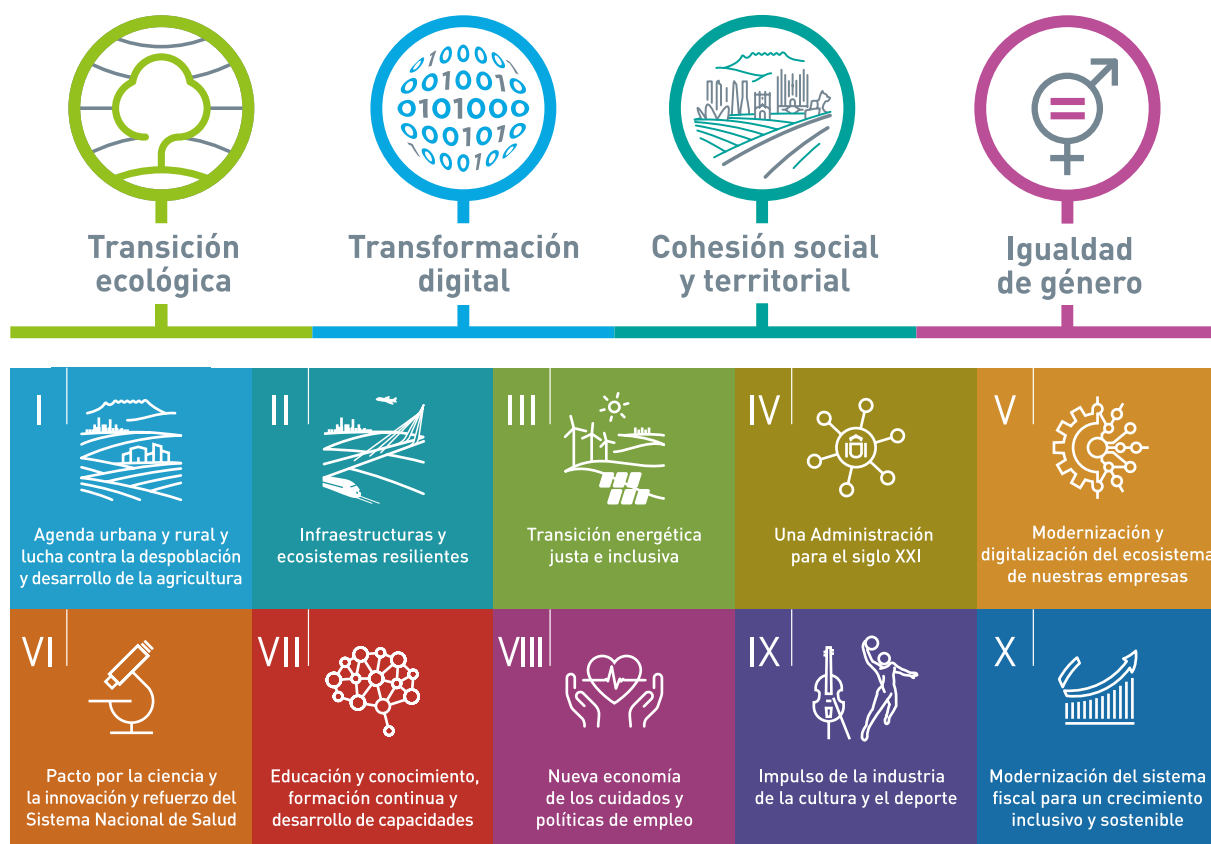 Transición
ecológica
Transformación
digital
Cohesión social
y territorial
Igualdad
de género
I
Agenda urbana y rural y
lucha contra la despoblación
y desarrollo de la agricultura
II
Infraestructuras y
ecosistemas resilientes
III
Transición energética
justa e inclusiva
IV
Una Administración
para el siglo XXI
V
Modernización y
digitalización del ecosistema
de nuestras empresas
VI
Pacto por la ciencia y
la innovación y refuerzo del
Sistema Nacional de Salud
VII
Educación y conocimiento,
formación continua y
desarrollo de capacidades
VIII
Nueva economía
de los cuidados y
políticas de empleo
IX
Impulso de la industria
de la cultura y el deporte
X
Modernización del sistema
fiscal para un crecimiento
inclusivo y sostenible